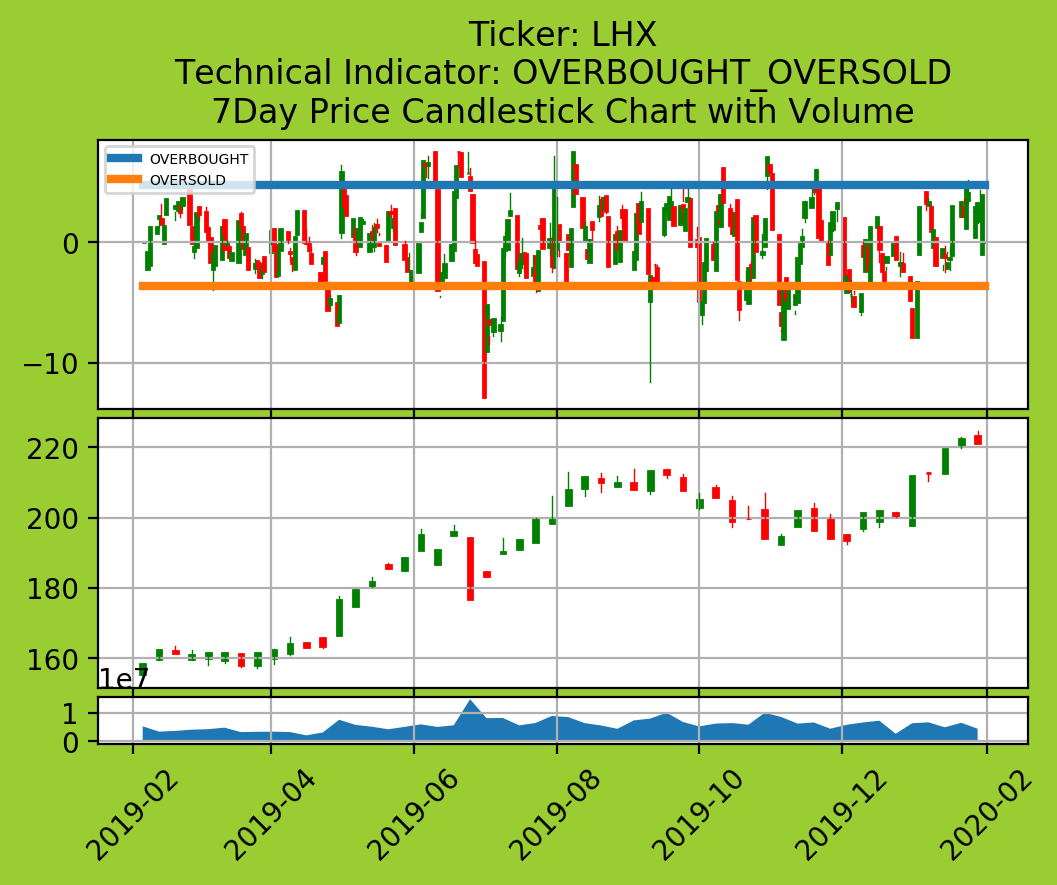 Ticker: LHX
Technical Indicator: OVERBOUGHT_OVERSOLD
7Day Price Candlestick Chart with Volume
OVERBOUGHT
OVERSOLD
0
−10
220
200
180
160
1e7
1
0
2019-02
2019-04
2019-06
2019-08
2019-10
2019-12
2020-02